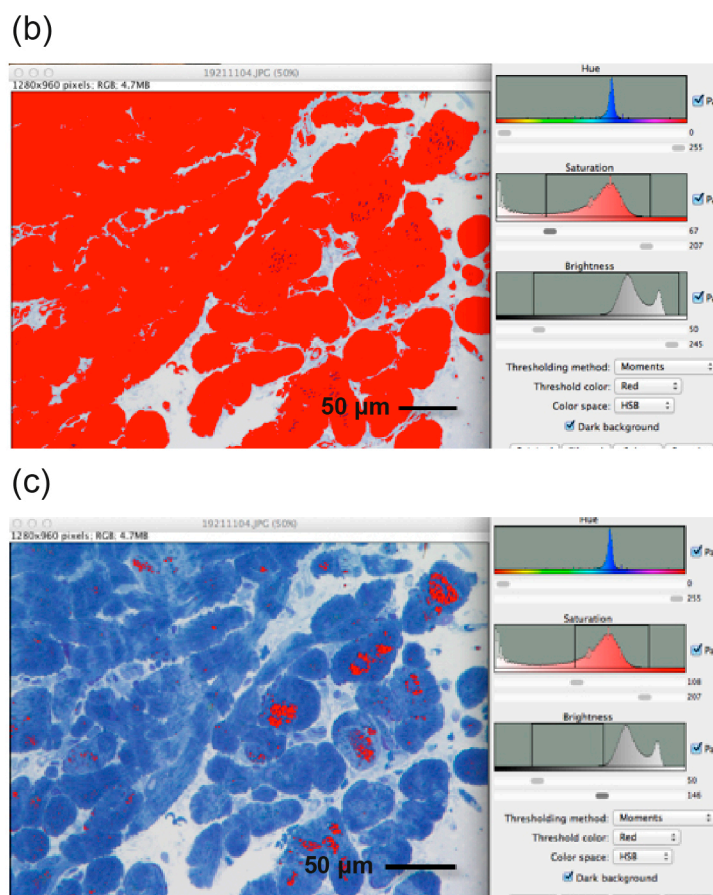 (b)
19211104.JPG (50%)
1280x960 pixels; RGB; 4.7MB
50 µm
Hue
0
255
Saturation
67
207
Brightness
50
245
Thresholding method: Moments
Threshold color: Red
Color space: HSB
Dark background
(c)
19211104.JPG (50%)
1280x960 pixels; RGB; 4.7MB
50 µm
Hue
0
255
Saturation
108
207
Brightness
50
146
Thresholding method: Moments
Threshold color: Red
Color space: HSB
Dark background